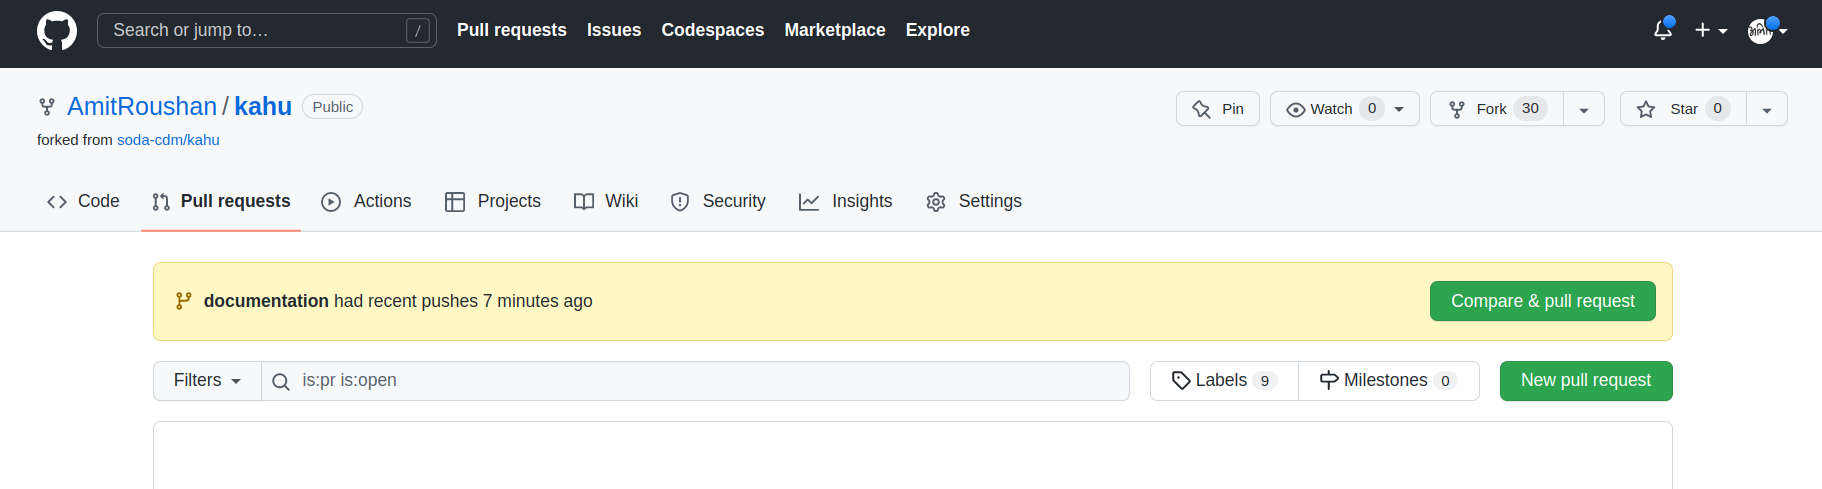 Search or jump to… /
Pull requests Issues Codespaces Marketplace Explore
AmitRoushan / kahu Public
forked from soda-cdm/kahu
Pin
Watch 0
Fork 30
Star 0
Code
Pull requests
Actions
Projects
Wiki
Security
Insights
Settings
documentation had recent pushes 7 minutes ago
Compare & pull request
Filters
is:pr is:open
Labels 9
Milestones 0
New pull request